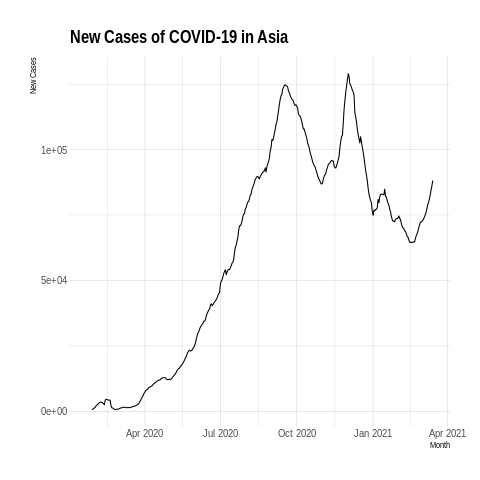 New Cases of COVID-19 in Asia
New Cases
1e+05
5e+04
0e+00
Apr 2020 Jul 2020 Oct 2020 Jan 2021 Apr 2021
Month